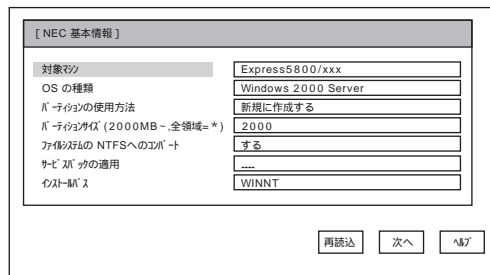 [ NEC 基本情報 ]
対象ﾏｼﾝ Express5800/xxx
OS の種類 Windows 2000 Server
ﾊﾟｰﾃｨｼｮﾝの使用方法 新規に作成する
ﾊﾟｰﾃｨｼｮﾝｻｲｽﾞ (2000MB~,全領域=*) 2000
ﾌｧｲﾙｼｽﾃﾑの NTFSへのｺﾝﾊﾞｰﾄ する
ｻｰﾋﾞｽﾊﾟｯｸの適用 ----
ｲﾝｽﾄｰﾙﾊﾟｽ WINNT
再読込 次へ ﾍﾙﾌﾟ